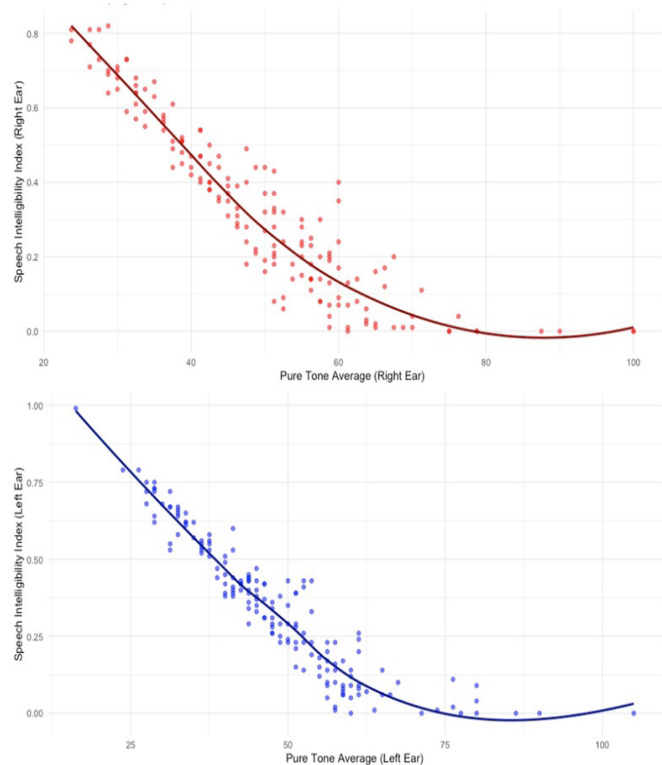 Speech Intelligibility Index (Right Ear)
0.8
0.6
0.4
0.2
0.0
20 40 60 80 100
Pure Tone Average (Right Ear)
Speech Intelligibility Index (Left Ear)
1.00
0.75
0.50
0.25
0.00
25 50 75 100
Pure Tone Average (Left Ear)